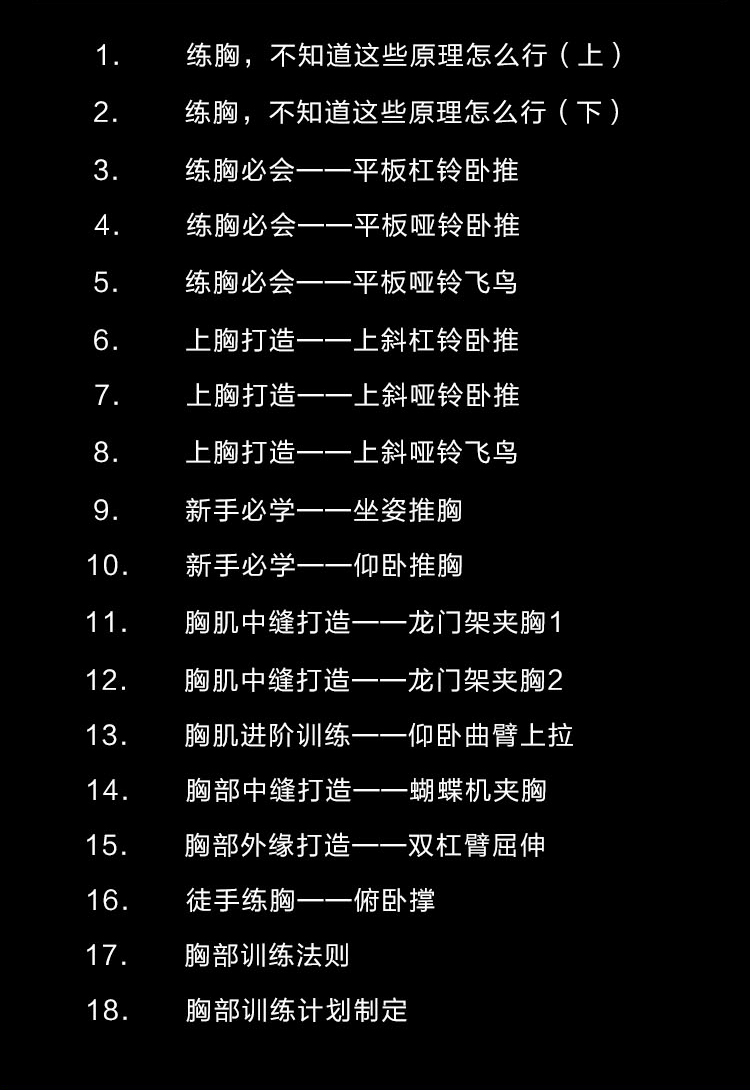 1. 练胸，不知道这些原理怎么行（上）
2. 练胸，不知道这些原理怎么行（下）
3. 练胸必会——平板杠铃卧推
4. 练胸必会——平板哑铃卧推
5. 练胸必会——平板哑铃飞鸟
6. 上胸打造——上斜杠铃卧推
7. 上胸打造——上斜哑铃卧推
8. 上胸打造——上斜哑铃飞鸟
9. 新手必学——坐姿推胸
10. 新手必学——仰卧推胸
11. 胸肌中缝打造——龙门架夹胸1
12. 胸肌中缝打造——龙门架夹胸2
13. 胸肌进阶训练——仰卧曲臂上拉
14. 胸部中缝打造——蝴蝶机夹胸
15. 胸部外缘打造——双杠臂屈伸
16. 徒手练胸——俯卧撑
17. 胸部训练法则
18. 胸部训练计划制定